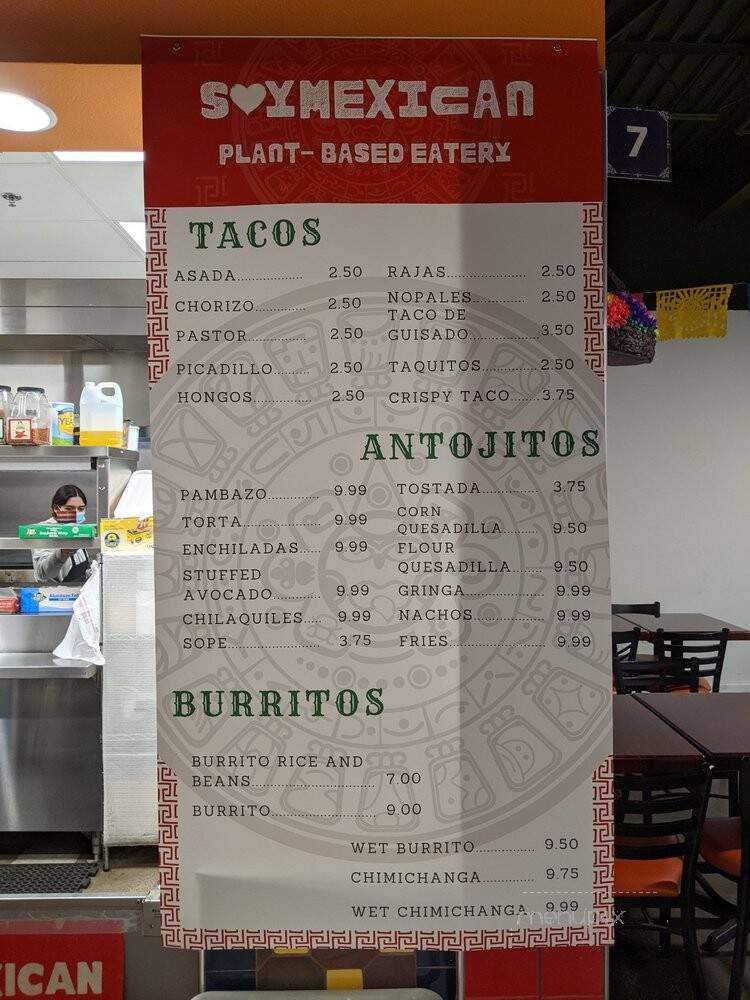 S♥YMEXICAN
PLANT-BASED EATERY
7
TACOS
ASADA.................. 2.50
CHORIZO............... 2.50
PASTOR................ 2.50
PICADILLO............ 2.50
HONGOS................ 2.50
RAJAS..................... 2.50
NOPALES.............. 2.50
TACO DE
GUISADO.................. 3.50
TAQUITOS............... 2.50
CRISPY TACO....... 3.75
ANTOJITOS
PAMBAZO.............. 9.99
TORTA..................... 9.99
ENCHILADAS..... 9.99
STUFFED
AVOCADO............. 9.99
CHILAQUILES.... 9.99
SOPE........................ 3.75
TOSTADA............... 3.75
CORN
QUESADILLA........... 9.50
FLOUR
QUESADILLA........ 9.50
GRINGA....................... 9.99
NACHOS.................... 9.99
FRIES......................... 9.99
BURRITOS
BURRITO RICE AND
BEANS............................... 7.00
BURRITO.......................... 9.00
WET BURRITO............... 9.50
CHIMICHANGA............. 9.75
WET CHIMICHANGA 9.99
menupix
XICAN